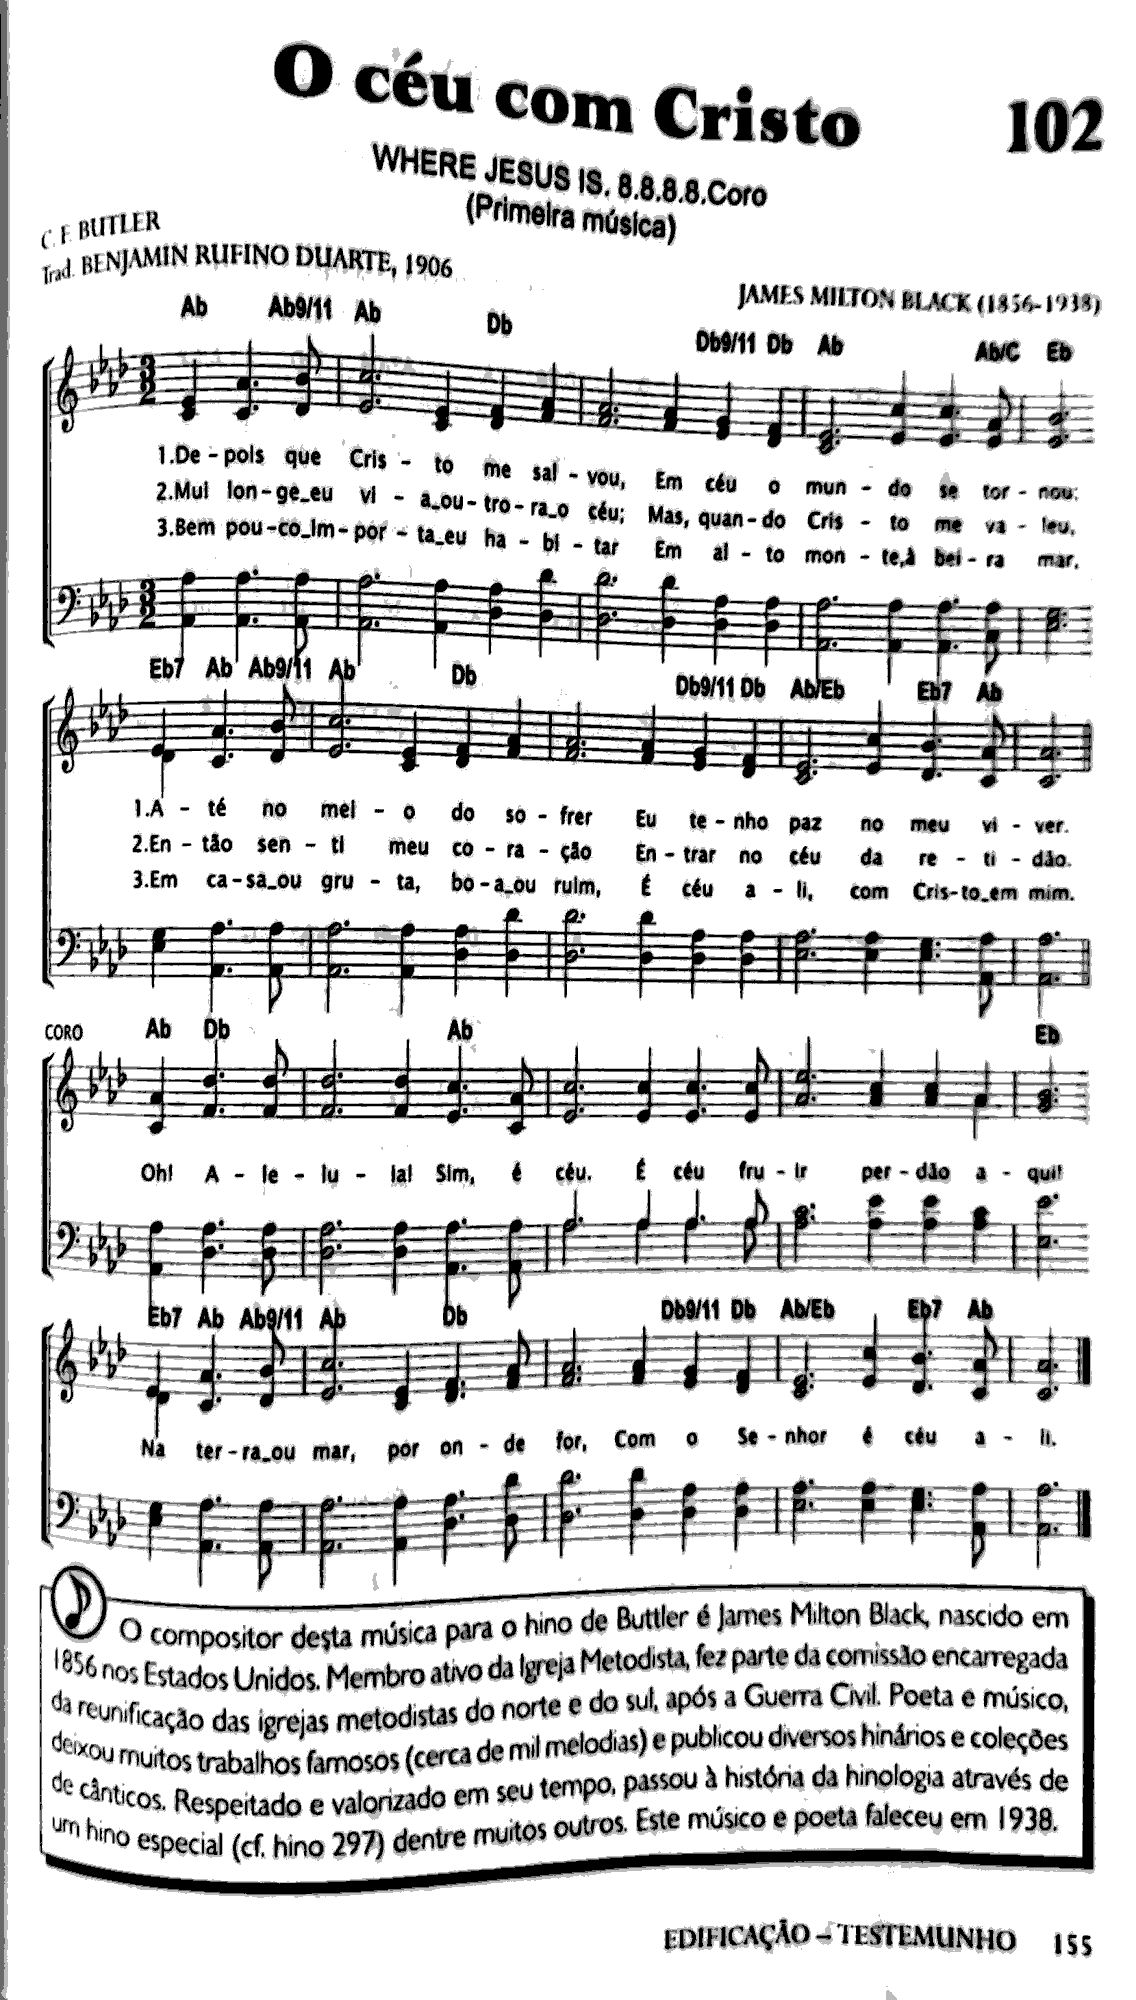 O céu com Cristo 102
WHERE JESUS IS. 8.8.8.8.Coro
(Primeira música)
C. F. BUTLER
Trad. BENJAMIN RUFINO DUARTE, 1906
JAMES MILTON BLACK (1856-1938)
Ab Ab9/11 Ab Db Db9/11 Db Ab Ab/C Eb
1.De - pois que Cris - to me sal - vou, Em céu o mun - do se tor - nou;
2.Mui lon - ge_eu vi - a_ou - tro - ra_o céu; Mas, quan - do Cris - to me va - leu,
3.Bem pou - co_im - por - ta_eu ha - bi - tar Em al - to mon - te,à bei - ra mar,
Eb7 Ab Ab9/11 Ab Db Db9/11 Db Ab/Eb Eb7 Ab
1.A - té no mei - o do so - frer Eu te - nho paz no meu vi - ver.
2.En - tão sen - ti meu co - ra - ção En - trar no céu da re - ti - dão.
3.Em ca - sa_ou gru - ta, bo - a_ou ruim, É céu a - li, com Cris - to_em mim.
CORO Ab Db Ab Eb
Oh! A - le - lu - ia! Sim, é céu. É céu fru - ir per - dão a - qui!
Eb7 Ab Ab9/11 Ab Db Db9/11 Db Ab/Eb Eb7 Ab
Na ter - ra_ou mar, por on - de for, Com o Se - nhor é céu a - li.
O compositor desta música para o hino de Buttler é James Milton Black, nascido em
1856 nos Estados Unidos. Membro ativo da Igreja Metodista, fez parte da comissão encarregada
da reunificação das igrejas metodistas do norte e do sul, após a Guerra Civil. Poeta e músico,
deixou muitos trabalhos famosos (cerca de mil melodias) e publicou diversos hinários e coleções
de cânticos. Respeitado e valorizado em seu tempo, passou à história da hinologia através de
um hino especial (cf. hino 297) dentre muitos outros. Este músico e poeta faleceu em 1938.
EDIFICAÇÃO – TESTEMUNHO 155